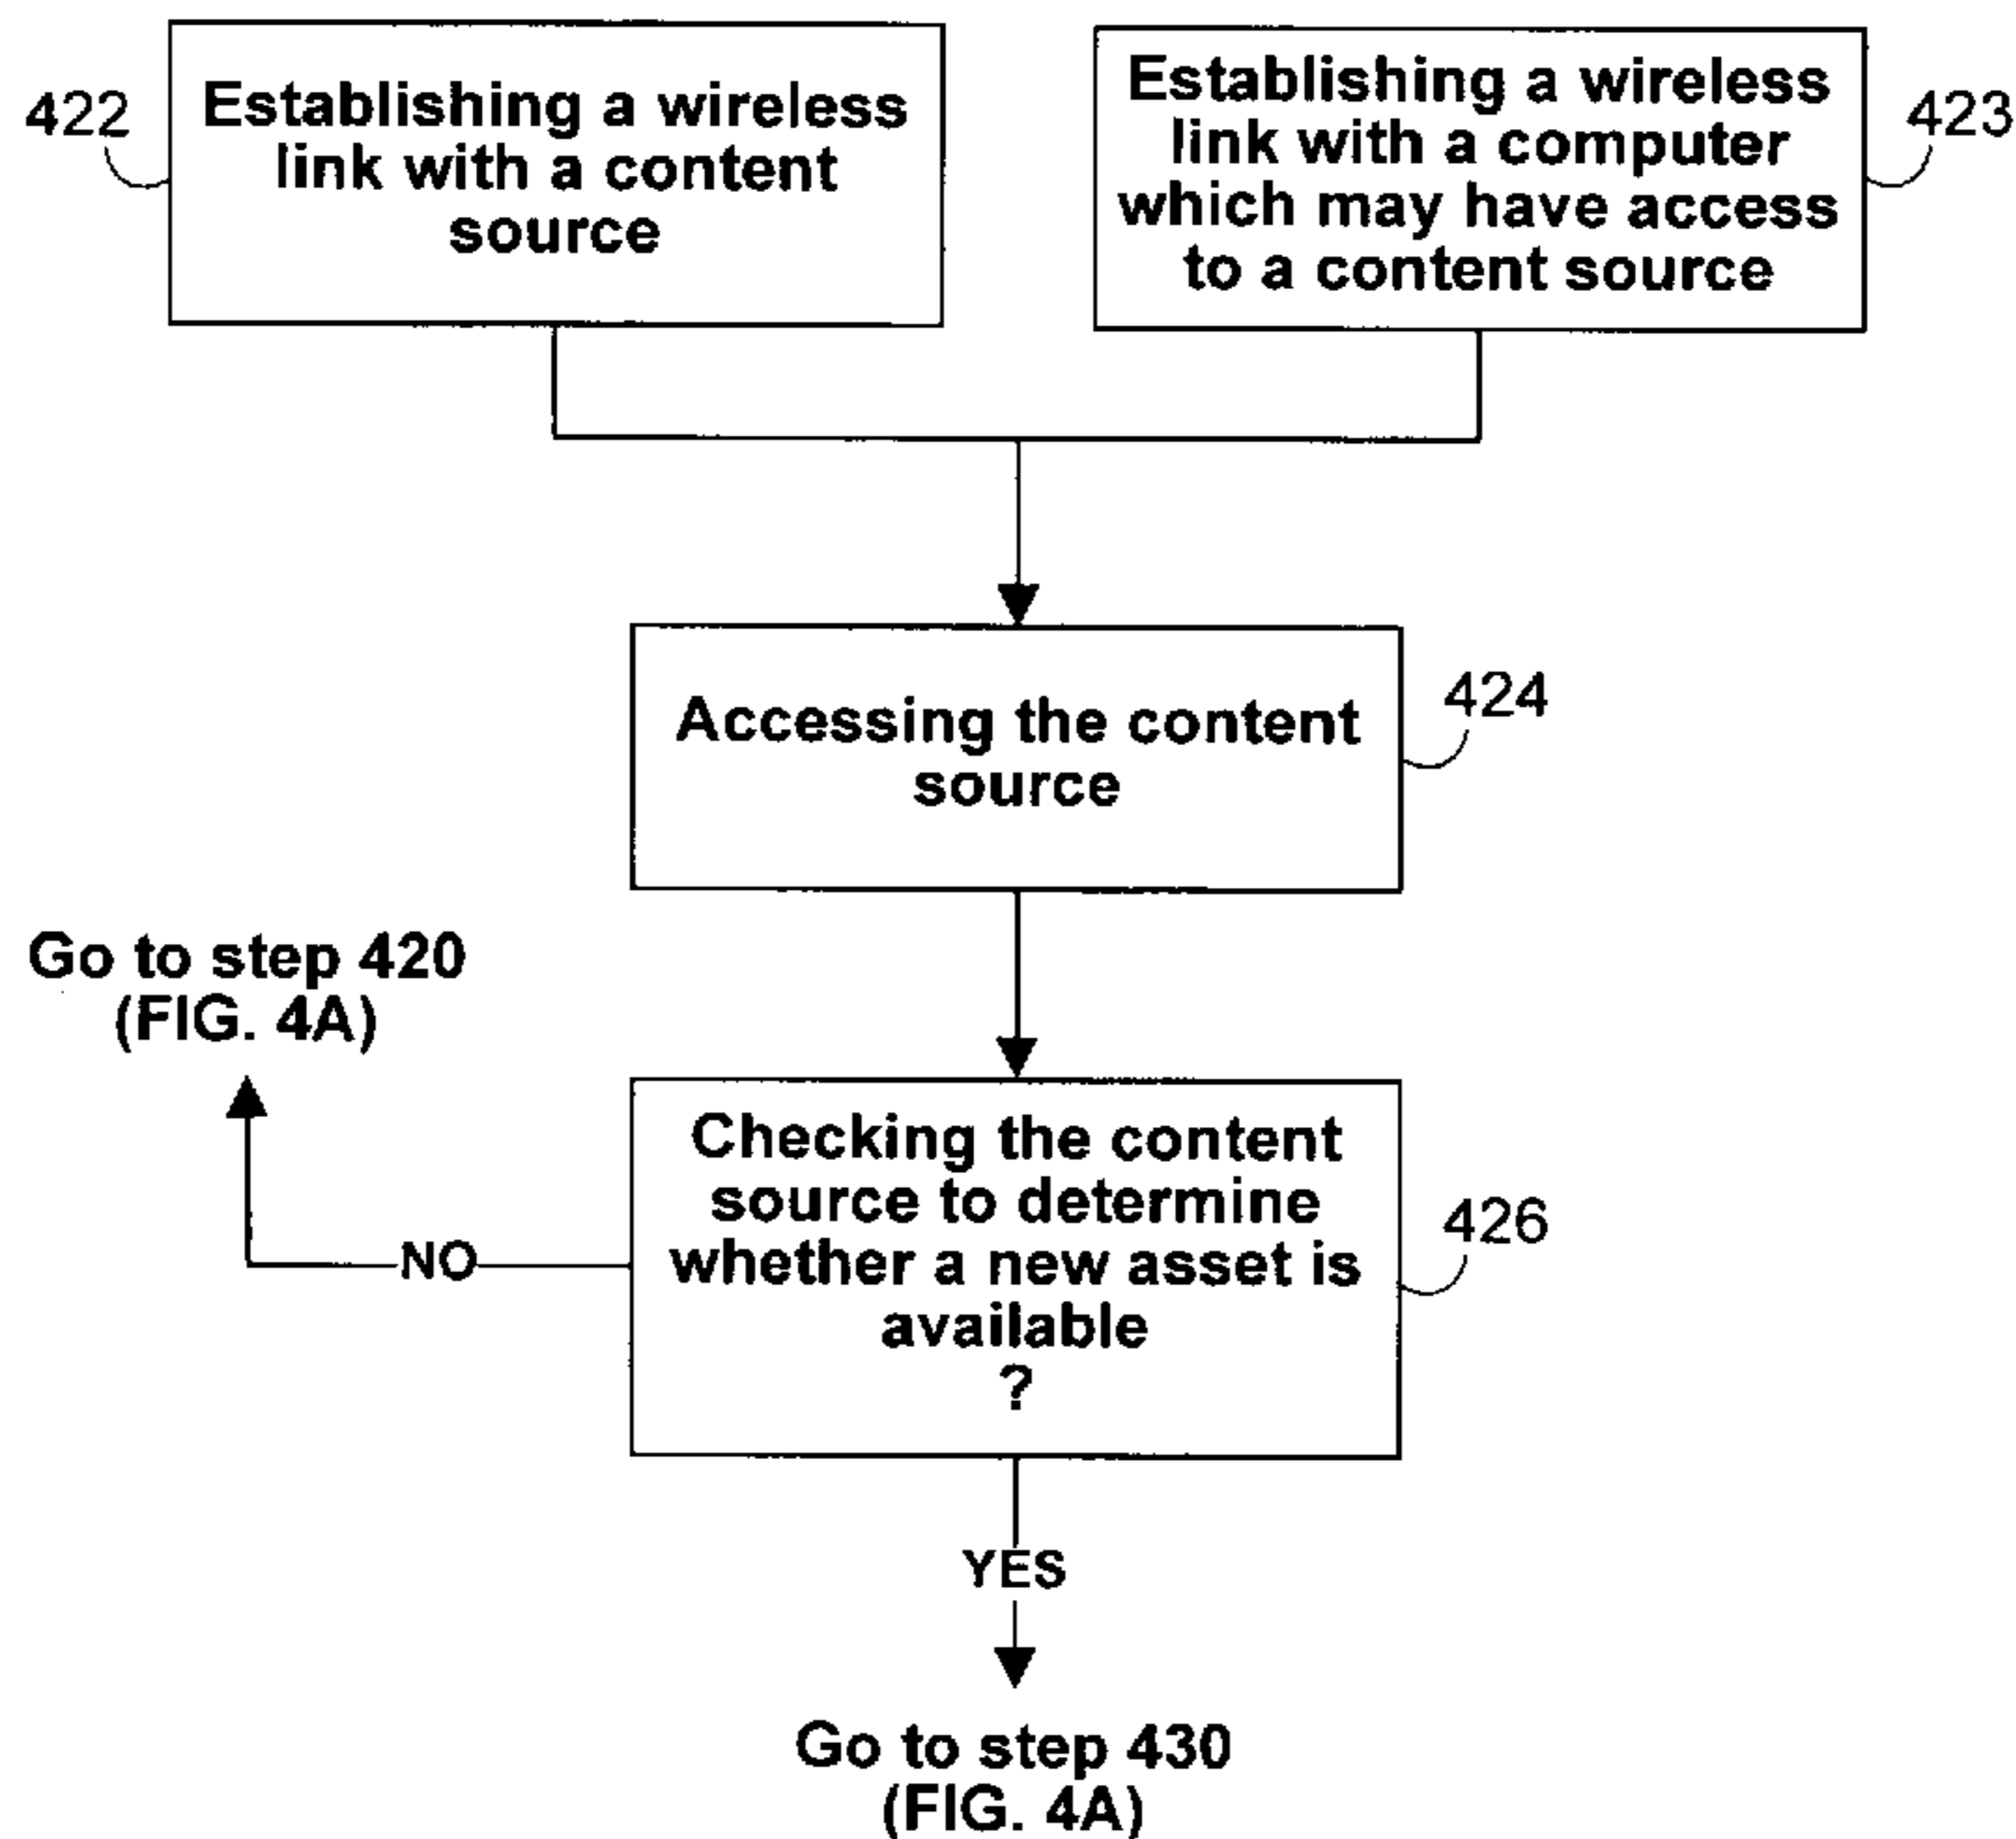 422
Establishing a wireless
link with a content
source
Establishing a wireless
link with a computer
which may have access
to a content source
423
Accessing the content
source
424
Go to step 420
(FIG. 4A)
Checking the content
source to determine
whether a new asset is
available
?
426
NO
YES
Go to step 430
(FIG. 4A)